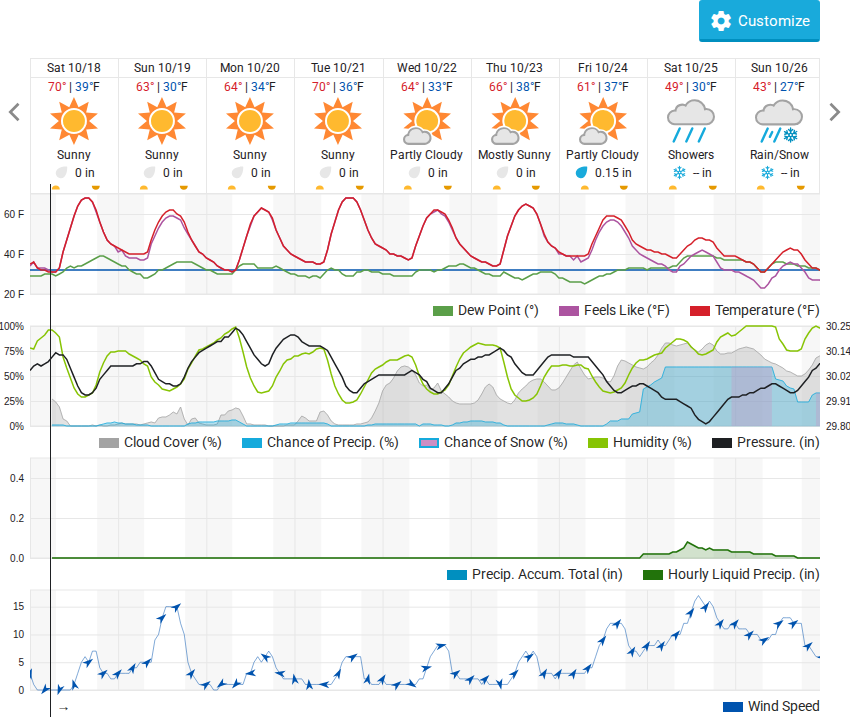 Customize
Sat 10/18 Sun 10/19 Mon 10/20 Tue 10/21 Wed 10/22 Thu 10/23 Fri 10/24 Sat 10/25 Sun 10/26
70° | 39°F 63° | 30°F 64° | 34°F 70° | 36°F 64° | 33°F 66° | 38°F 61° | 37°F 49° | 30°F 43° | 27°F
Sunny Sunny Sunny Sunny Partly Cloudy Mostly Sunny Partly Cloudy Showers Rain/Snow
0 in 0 in 0 in 0 in 0 in 0 in 0.15 in – in – in
60 F
40 F
20 F
Dew Point (°) Feels Like (°F) Temperature (°F)
100% 30.25
75% 30.14
50% 30.02
25% 29.91
0% 29.80
Cloud Cover (%) Chance of Precip. (%) Chance of Snow (%) Humidity (%) Pressure. (in)
0.4
0.2
0.0
Precip. Accum. Total (in) Hourly Liquid Precip. (in)
15
10
5
0
→ Wind Speed